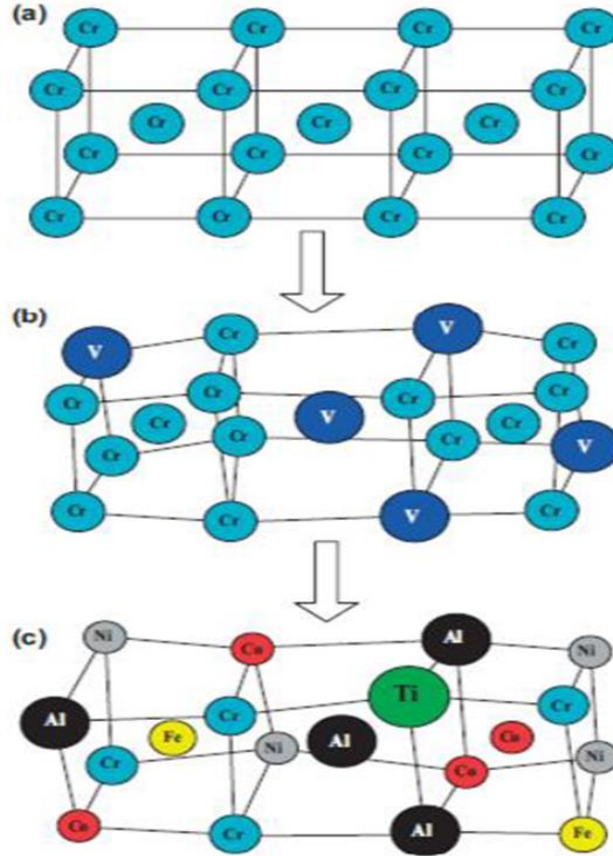 (a)
Cr Cr Cr Cr
Cr Cr Cr Cr
Cr Cr Cr
Cr Cr Cr Cr
Cr Cr Cr Cr
(b)
V Cr V Cr
Cr Cr Cr Cr
Cr V Cr
Cr Cr Cr V
Cr Cr V Cr
(c)
Ni Co Al Ni
Al Cr Ti Cr
Fe Al Co
Cr Ni Co Ni
Co Cr Al Fe